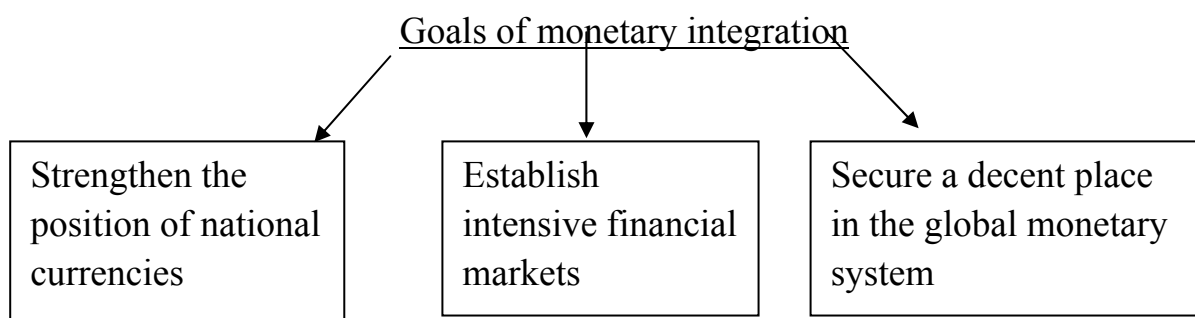 Goals of monetary integration
Strengthen the
position of national
currencies
Establish
intensive financial
markets
Secure a decent place
in the global monetary
system